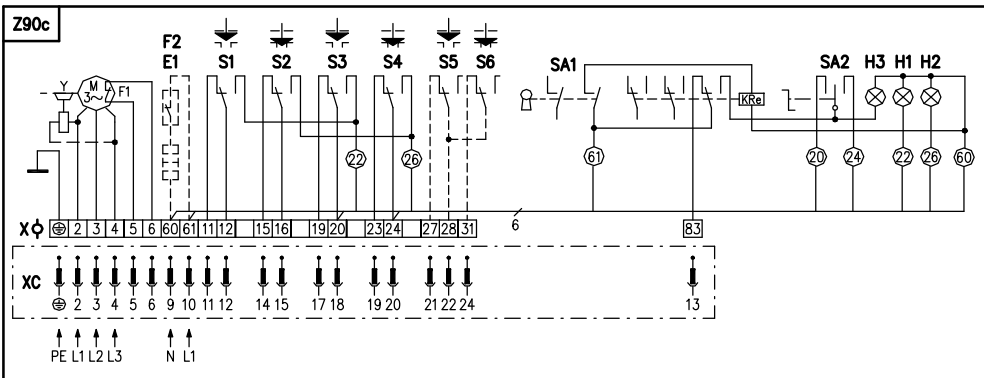 Z90c
F2
E1 S1 S2 S3 S4 S5 S6 SA1 SA2 H3 H1 H2
Y M 3~ F1
KRe
22 26 61 20 24 22 26 60
X 2 3 4 5 6 60 61 11 12 15 16 19 20 23 24 27 28 31 6 83
XC
2 3 4 5 6 9 10 11 12 14 15 17 18 19 20 21 22 24 13
PE L1 L2 L3 N L1